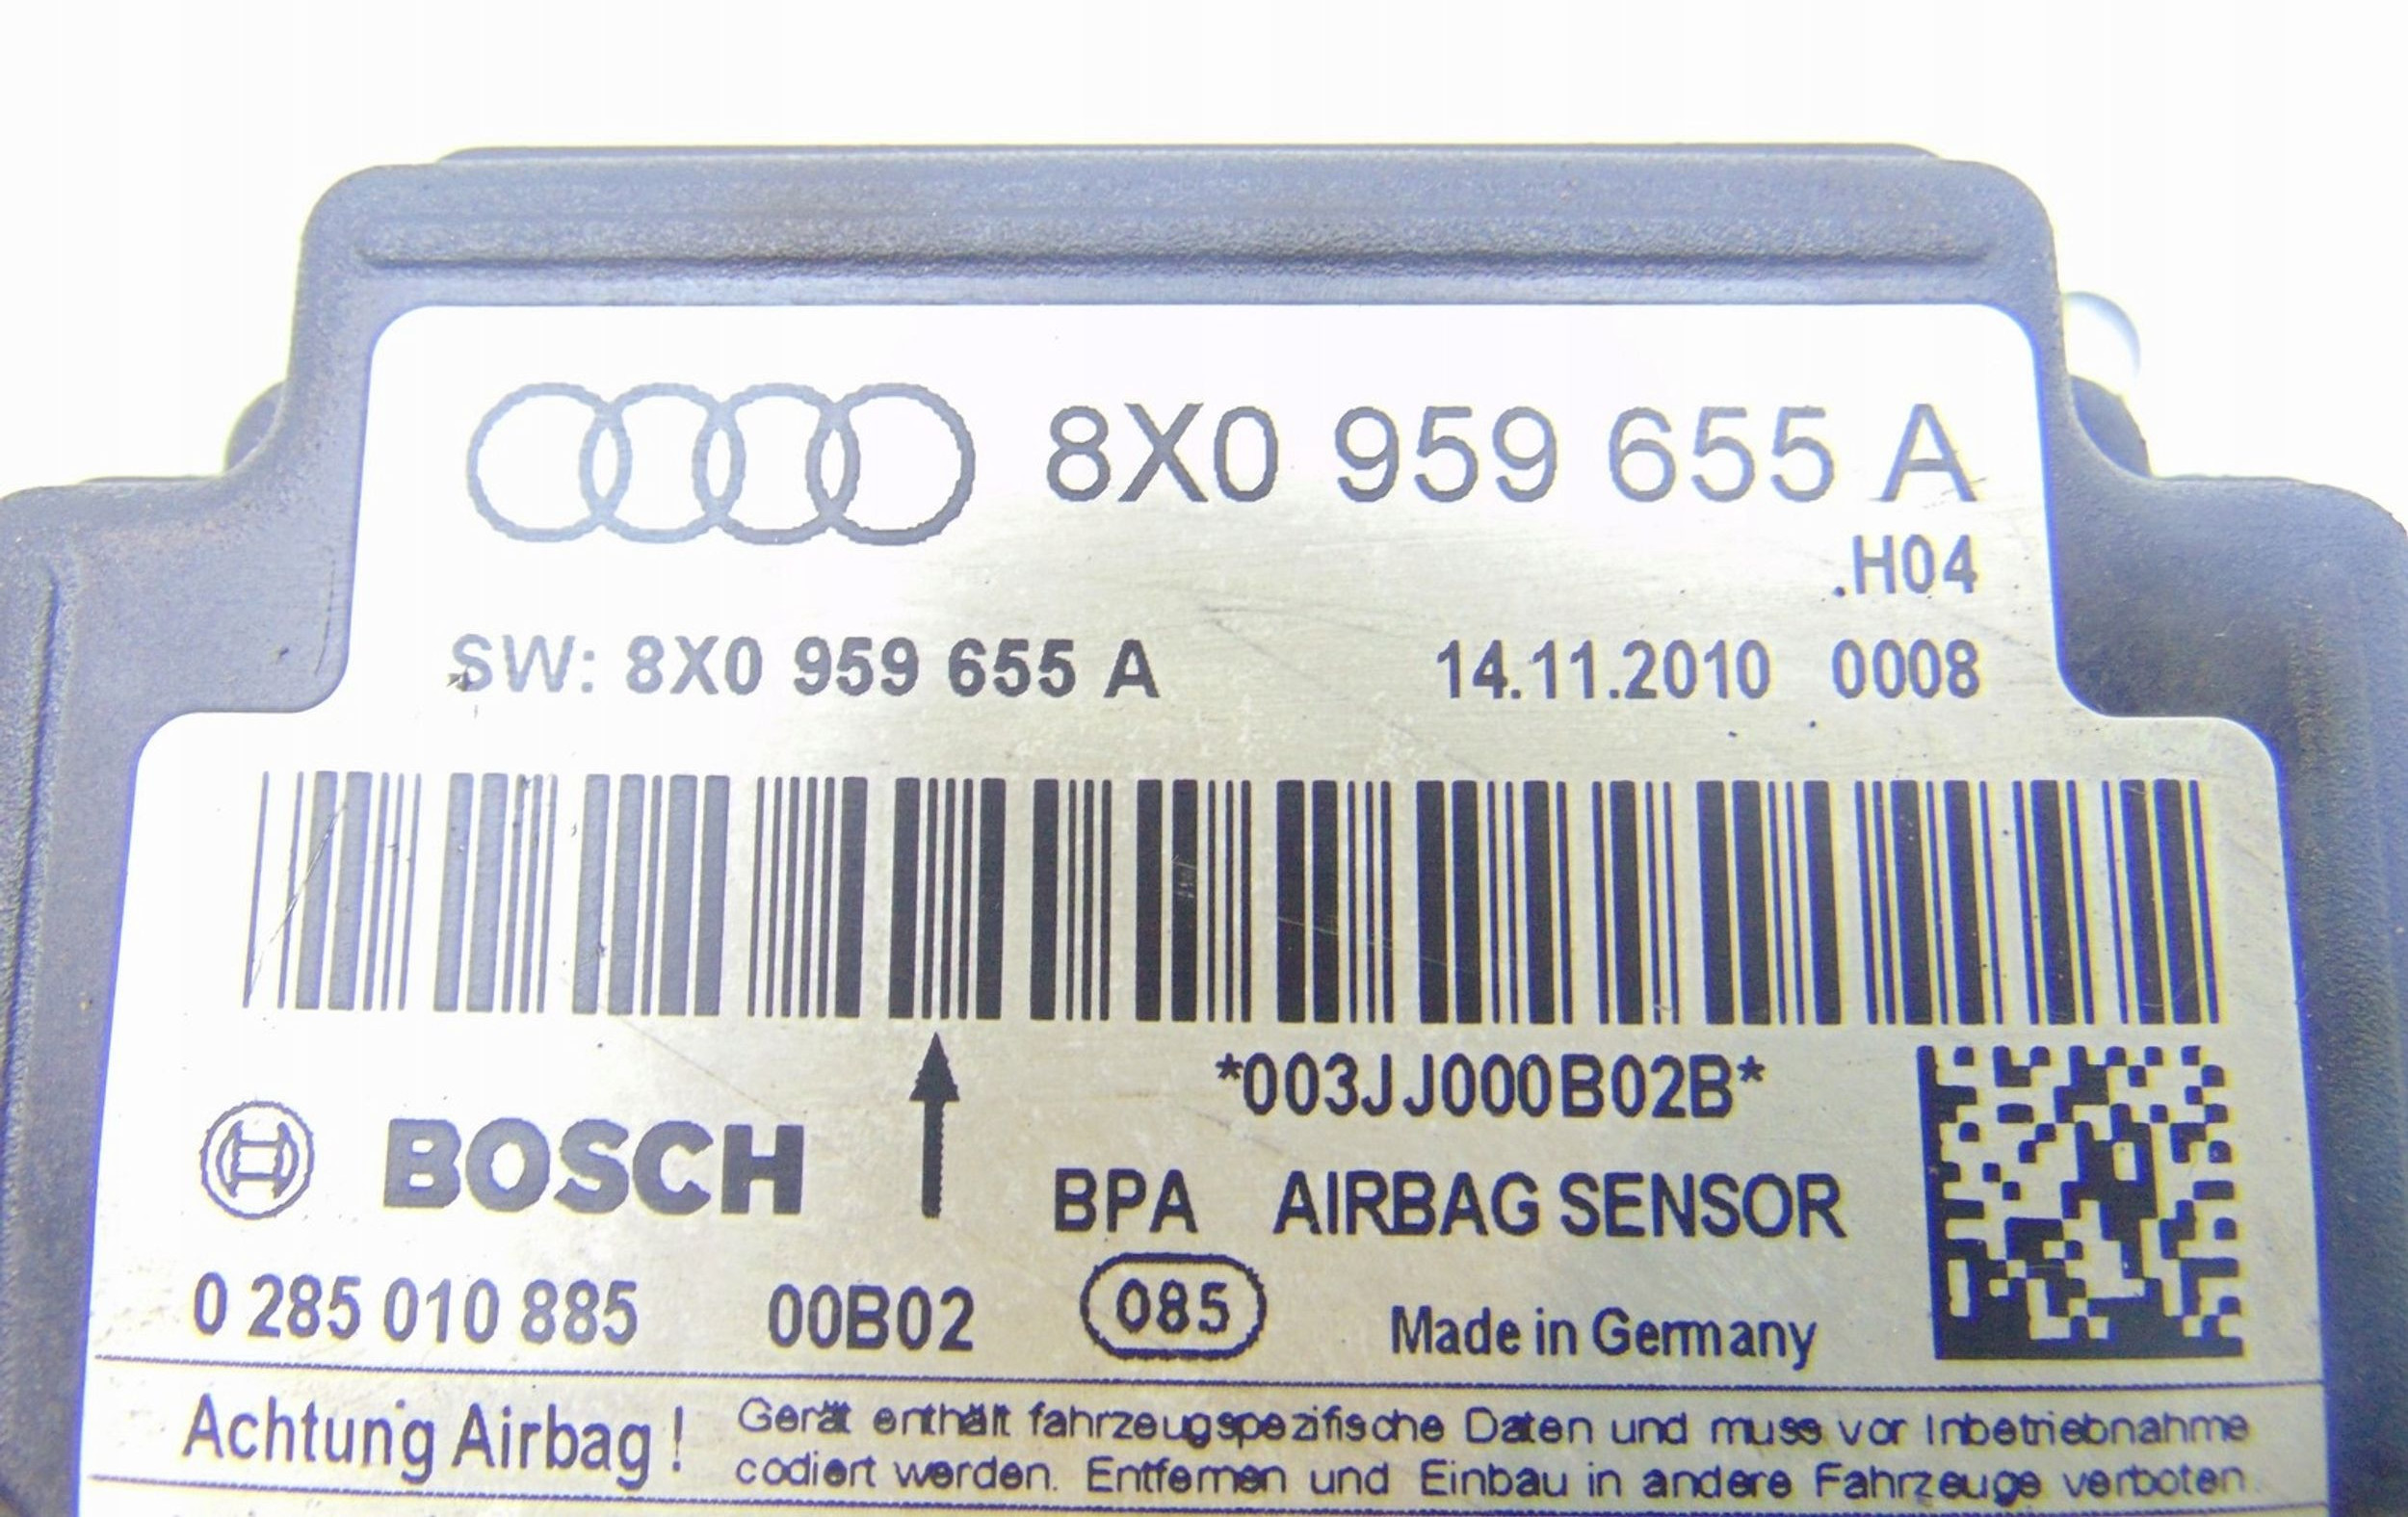 8X0 959 655 A
.H04
SW: 8X0 959 655 A 14.11.2010 0008
*003JJ000B02B*
BOSCH
BPA AIRBAG SENSOR
0 285 010 885 00B02 085 Made in Germany
Achtung Airbag !
Gerät enthält fahrzeugspezifische Daten und muss vor Inbetriebnahme
codiert werden. Entfernen und Einbau in andere Fahrzeuge verboten.